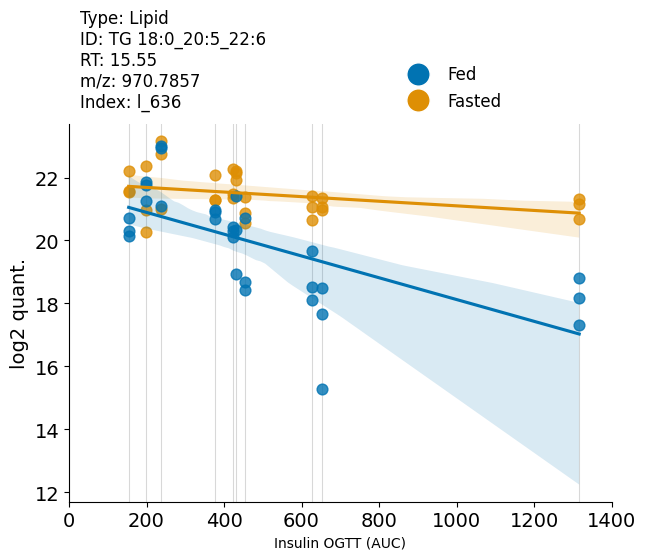 Type: Lipid
ID: TG 18:0_20:5_22:6
RT: 15.55
m/z: 970.7857
Index: l_636
Fed
Fasted
22
20
18
16
14
12
log2 quant.
0 200 400 600 800 1000 1200 1400
Insulin OGTT (AUC)